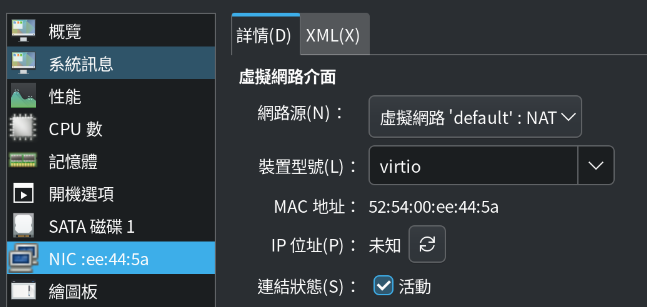 概覽
系統訊息
性能
CPU 數
記憶體
開機選項
SATA 磁碟 1
NIC :ee:44:5a
繪圖板
詳情(D)
XML(X)
虛擬網路介面
網路源(N)：
虛擬網路 'default' : NAT
裝置型號(L)：
virtio
MAC 地址：
52:54:00:ee:44:5a
IP 位址(P)：
未知
連結狀態(S)：
活動